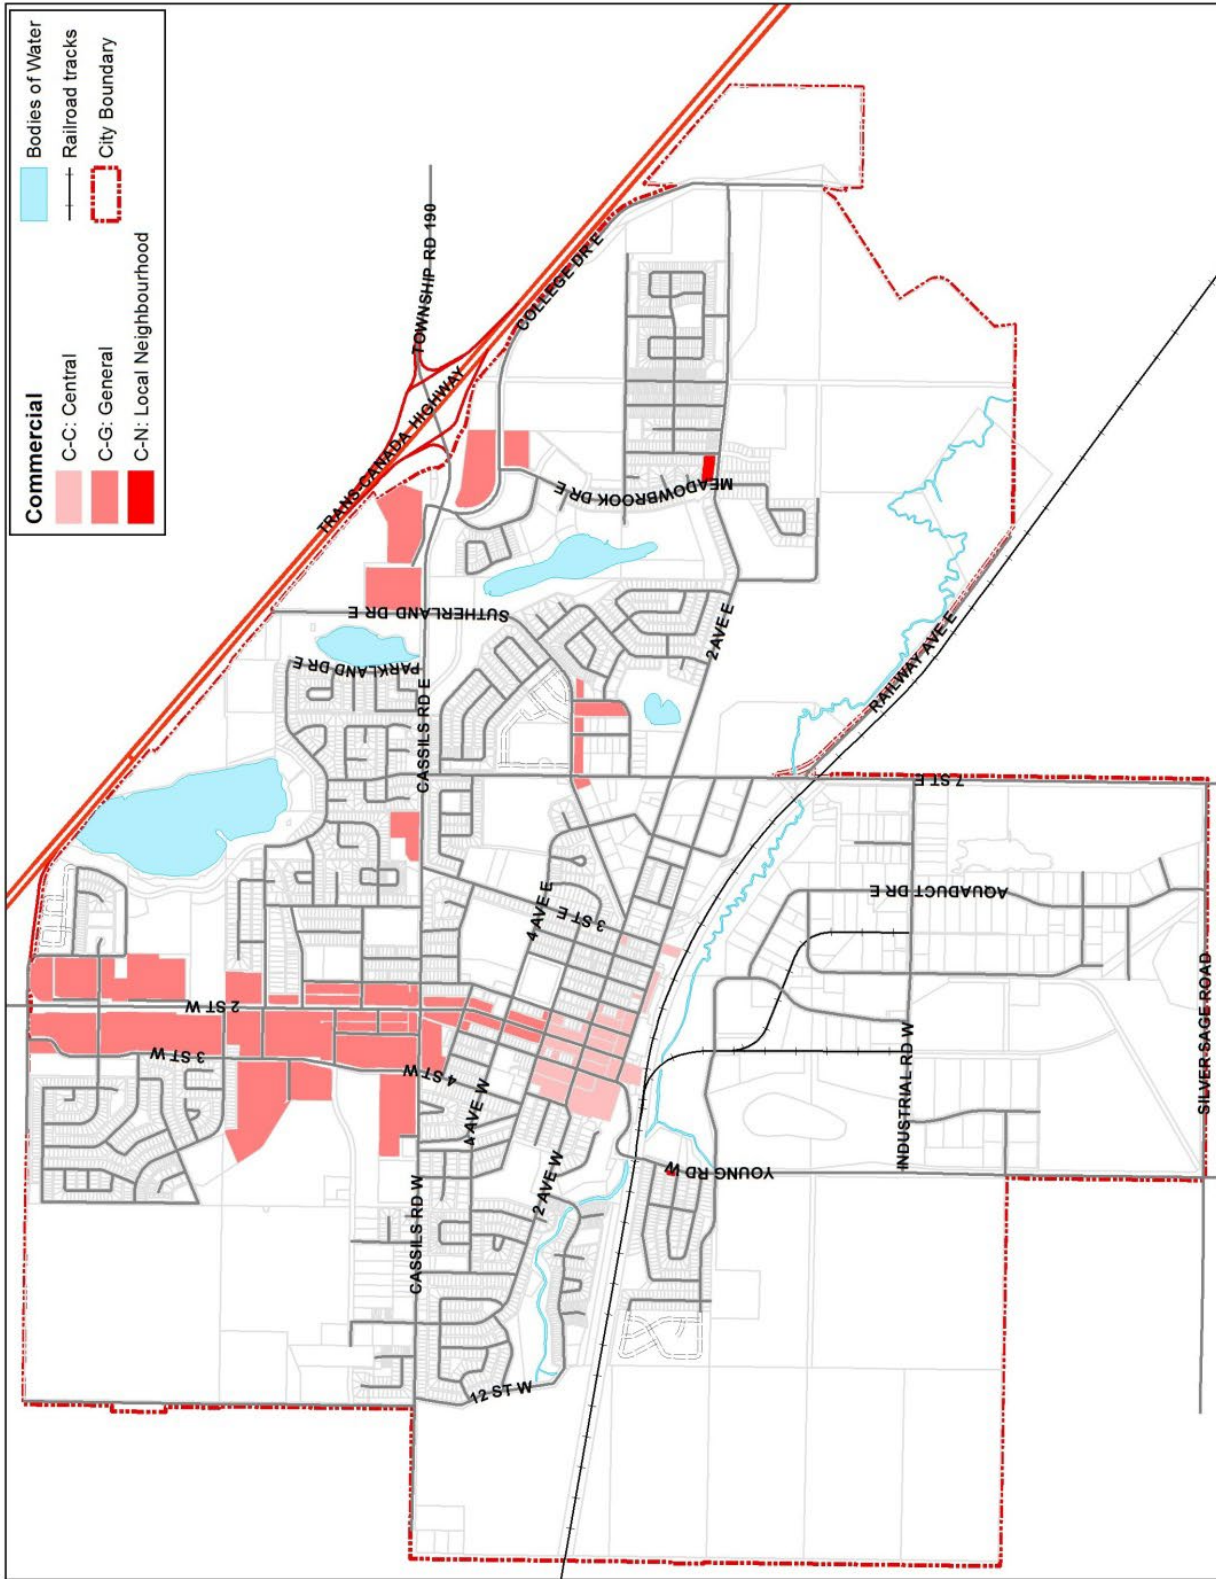 Commercial
C-C: Central
C-G: General
C-N: Local Neighbourhood
Bodies of Water
Railroad tracks
City Boundary
TRANS-CANADA HIGHWAY
TOWNSHIP RD 190
COLLEGE DR E
MEADOWBROOK DR E
SUTHERLAND DR E
PARKLAND DR E
CASSILS RD E
2 AVE E
RAILWAY AVE E
7 ST E
4 AVE E
3 ST E
AQUADUCT DR E
2 ST W
3 ST W
4 ST W
4 AVE W
2 AVE W
CASSILS RD W
12 ST W
YOUNG RD W
INDUSTRIAL RD W
SILVER SAGE ROAD